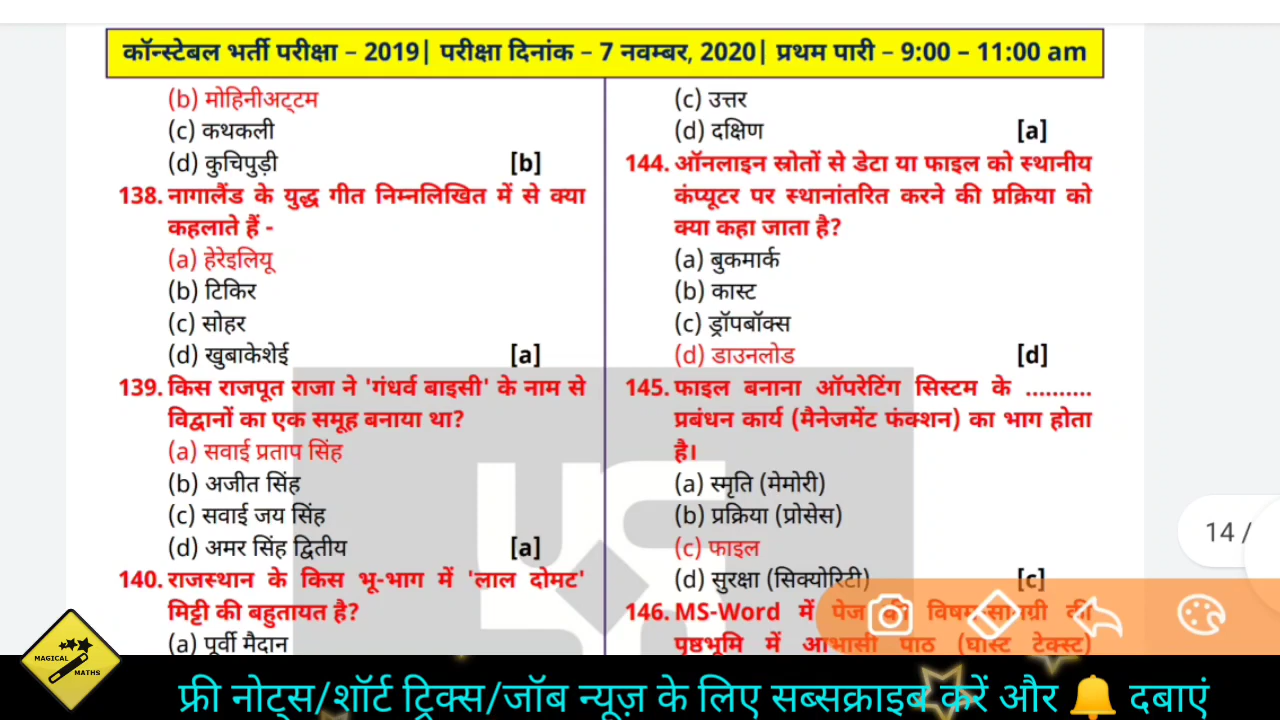 कॉन्स्टेबल भर्ती परीक्षा – 2019| परीक्षा दिनांक – 7 नवम्बर, 2020| प्रथम पारी – 9:00 – 11:00 am
(b) मोहिनीअट्टम
(c) कथकली
(d) कुचिपुड़ी [b]
138. नागालैंड के युद्ध गीत निम्नलिखित में से क्या
कहलाते हैं -
(a) हेरेइलियू
(b) टिकिर
(c) सोहर
(d) खुबाकेशेई [a]
139. किस राजपूत राजा ने 'गंधर्व बाइसी' के नाम से
विद्वानों का एक समूह बनाया था?
(a) सवाई प्रताप सिंह
(b) अजीत सिंह
(c) सवाई जय सिंह
(d) अमर सिंह द्वितीय [a]
140. राजस्थान के किस भू-भाग में 'लाल दोमट'
मिट्टी की बहुतायत है?
(a) पूर्वी मैदान
(c) उत्तर
(d) दक्षिण [a]
144. ऑनलाइन स्रोतों से डेटा या फाइल को स्थानीय
कंप्यूटर पर स्थानांतरित करने की प्रक्रिया को
क्या कहा जाता है?
(a) बुकमार्क
(b) कास्ट
(c) ड्रॉपबॉक्स
(d) डाउनलोड [d]
145. फाइल बनाना ऑपरेटिंग सिस्टम के ..........
प्रबंधन कार्य (मैनेजमेंट फंक्शन) का भाग होता
है।
(a) स्मृति (मेमोरी)
(b) प्रक्रिया (प्रोसेस)
(c) फाइल
(d) सुरक्षा (सिक्योरिटी) [c]
146. MS-Word में पेज की विषम-सामग्री की
पृष्ठभूमि में आभासी पाठ (घास्ट टेक्स्ट)
14 /
MAGICAL
MATHS
फ्री नोट्स/शॉर्ट ट्रिक्स/जॉब न्यूज़ के लिए सब्सक्राइब करें और 🔔 दबाएं